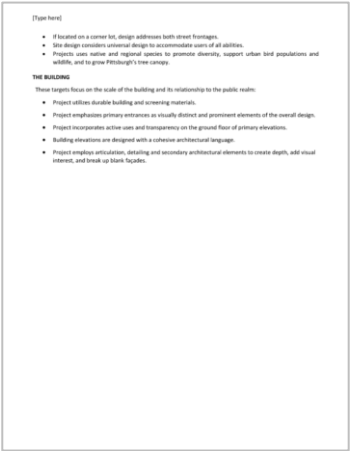 [Type here]
• If located on a corner lot, design addresses both street frontages.
• Site design considers universal design to accommodate users of all abilities.
• Projects uses native and regional species to promote diversity, support urban bird populations and
wildlife, and to grow Pittsburgh's tree canopy.
THE BUILDING
These targets focus on the scale of the building and its relationship to the public realm:
• Project utilizes durable building and screening materials.
• Project emphasizes primary entrances as visually distinct and prominent elements of the overall design.
• Project incorporates active uses and transparency on the ground floor of primary elevations.
• Building elevations are designed with a cohesive architectural language.
• Project employs articulation, detailing and secondary architectural elements to create depth, add visual
interest, and break up blank façades.